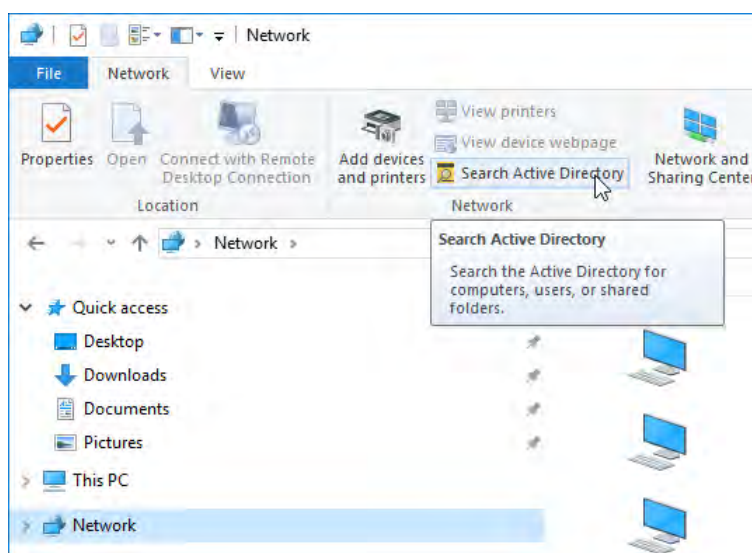 Network
File
Network
View
Properties
Open
Connect with Remote
Desktop Connection
Location
Add devices
and printers
View printers
View device webpage
Search Active Directory
Network
Network and
Sharing Center
Network
Search Active Directory
Search the Active Directory for
computers, users, or shared
folders.
Quick access
Desktop
Downloads
Documents
Pictures
This PC
Network